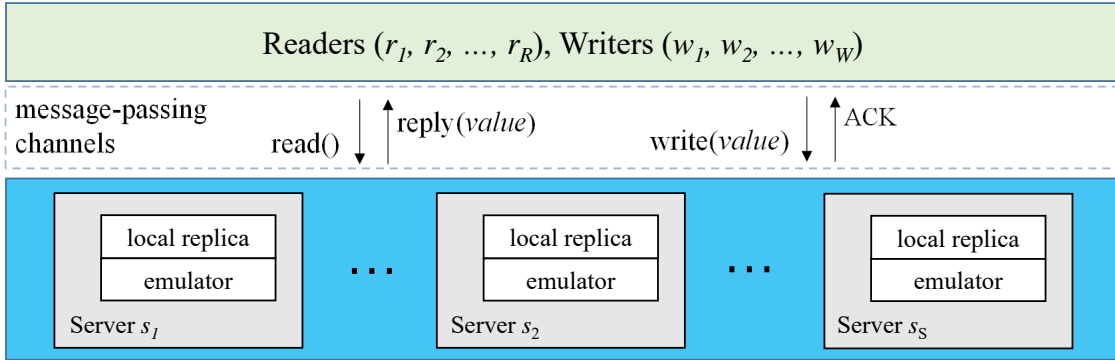 Readers (r1, r2, ..., rR), Writers (w1, w2, ..., wW)
message-passing
channels
read()
reply(value)
write(value)
ACK
local replica
emulator
Server s1
...
local replica
emulator
Server s2
...
local replica
emulator
Server sS